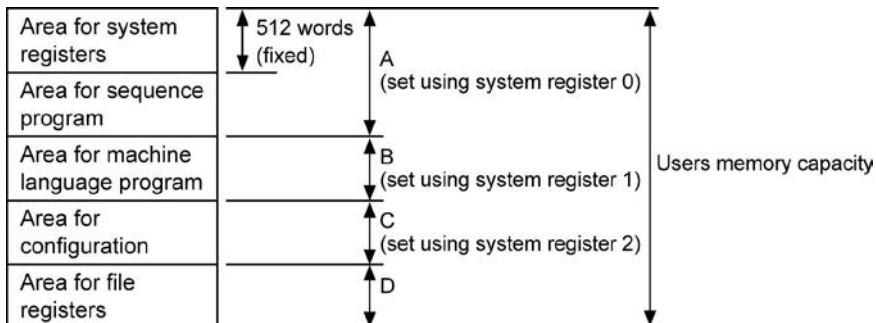 Area for system
registers
512 words
(fixed)
A
(set using system register 0)
Area for sequence
program
Area for machine
language program
B
(set using system register 1)
Users memory capacity
Area for
configuration
C
(set using system register 2)
Area for file
registers
D